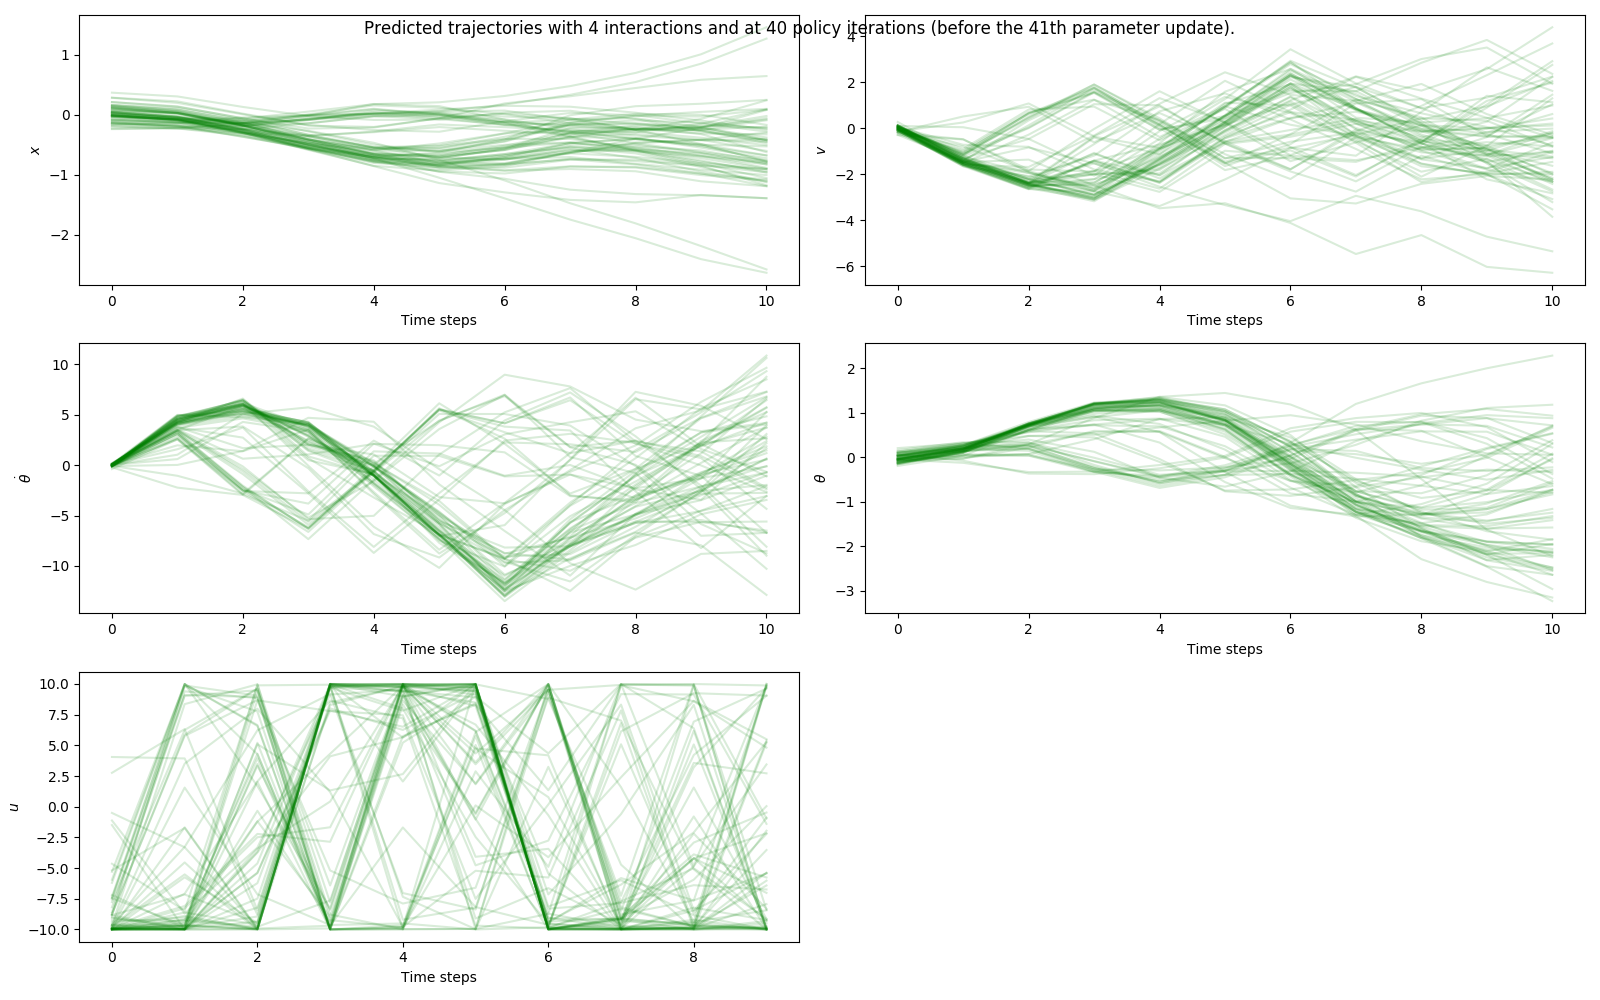 Predicted trajectories with 4 interactions and at 40 policy iterations (before the 41th parameter update).
1
0
−1
−2
x
0 2 4 6 8 10
Time steps
4
2
0
−2
−4
−6
v
0 2 4 6 8 10
Time steps
10
5
0
−5
−10
θ̇
0 2 4 6 8 10
Time steps
2
1
0
−1
−2
−3
θ
0 2 4 6 8 10
Time steps
10.0
7.5
5.0
2.5
0.0
−2.5
−5.0
−7.5
−10.0
u
0 2 4 6 8
Time steps